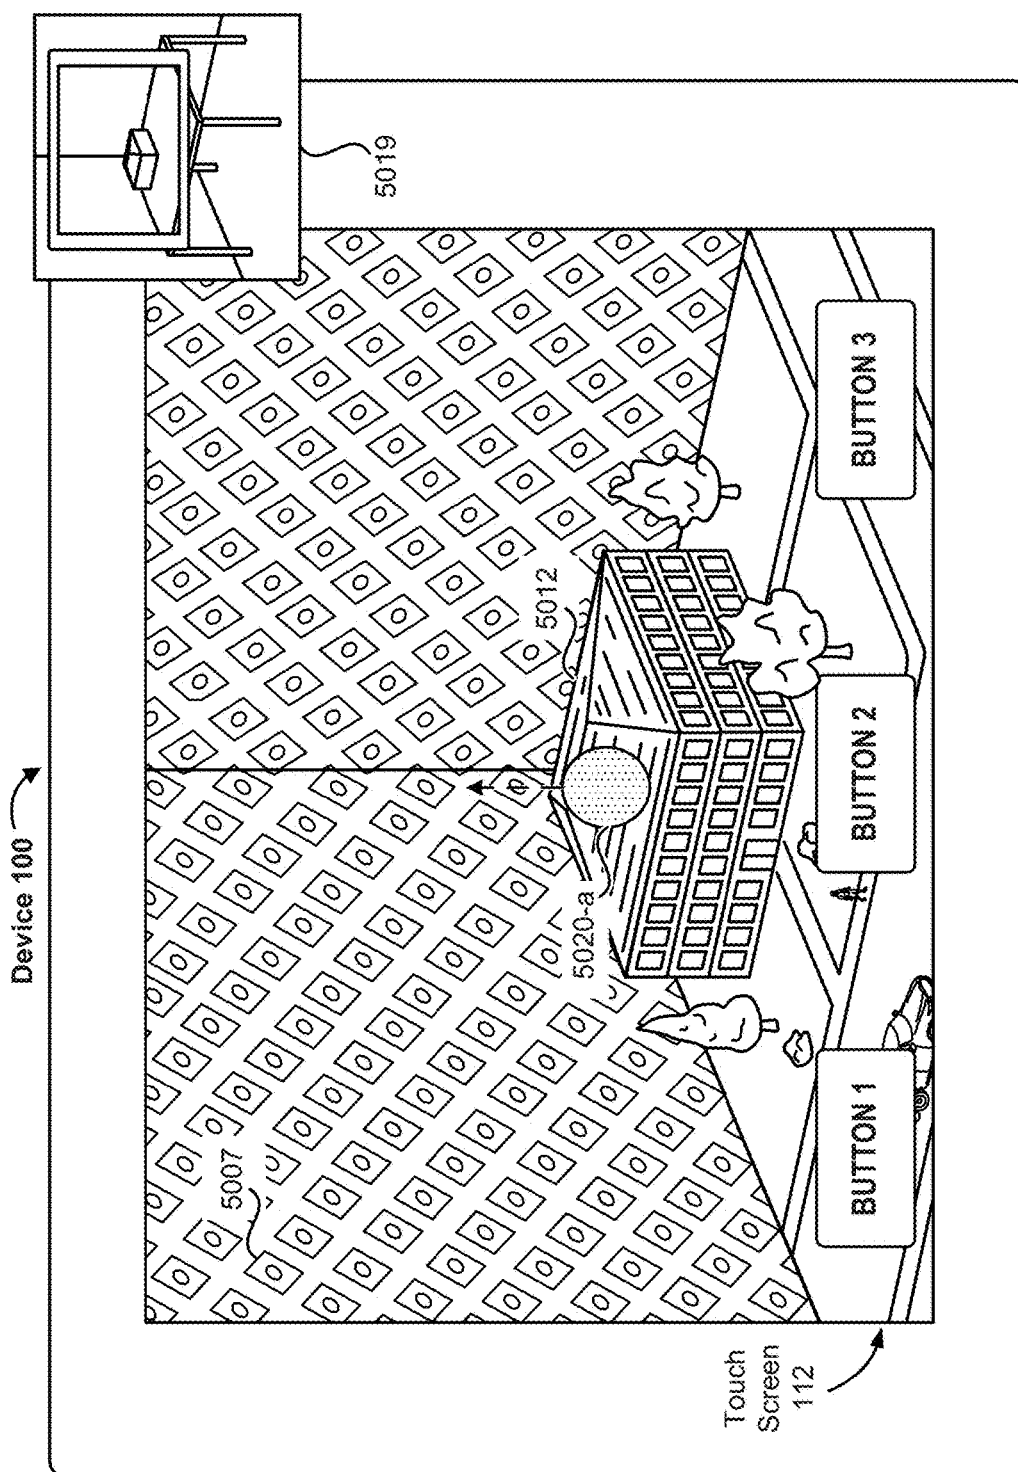 Device 100
5019
5007
5012
5020-a
Touch
Screen
112
BUTTON 1
BUTTON 2
BUTTON 3